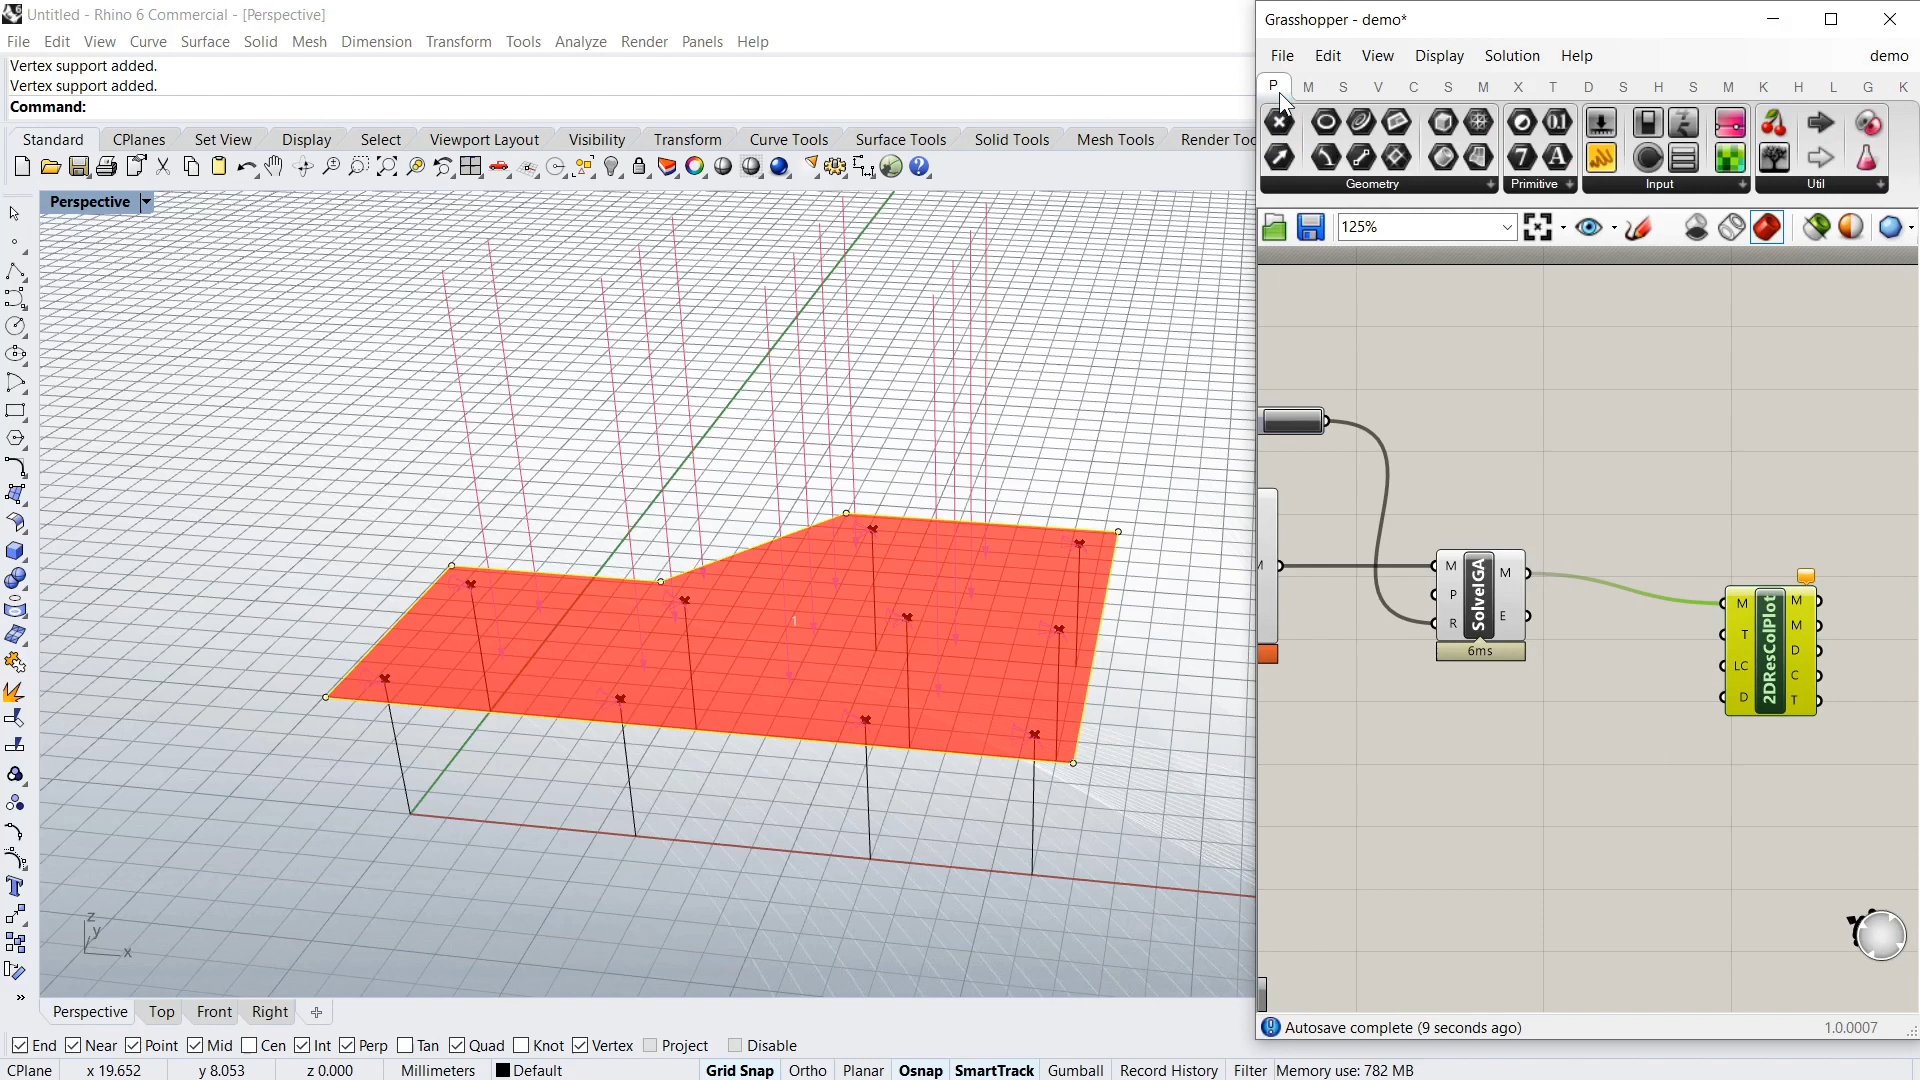 Untitled - Rhino 6 Commercial - [Perspective]
File Edit View Curve Surface Solid Mesh Dimension Transform Tools Analyze Render Panels Help
Vertex support added.
Vertex support added.
Command:
Standard CPlanes Set View Display Select Viewport Layout Visibility Transform Curve Tools Surface Tools Solid Tools Mesh Tools Render Too
Perspective
1
z
y
x
Perspective Top Front Right
End Near Point Mid Cen Int Perp Tan Quad Knot Vertex Project Disable
CPlane x 19.652 y 8.053 z 0.000 Millimeters Default Grid Snap Ortho Planar Osnap SmartTrack Gumball Record History Filter Memory use: 782 MB
Grasshopper - demo*
File Edit View Display Solution Help demo
P M S V C S M X T D S H S M K H L G K
Geometry Primitive Input Util
125%
M
M P R SolveIGA M E
6ms
M T LC D 2DResColPlot M M D C T
Autosave complete (9 seconds ago) 1.0.0007